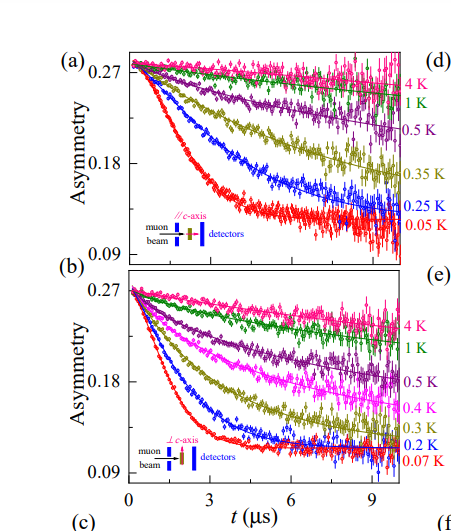 (a)
(d)
0.27
0.18
0.09
Asymmetry
4 K
1 K
0.5 K
0.35 K
0.25 K
0.05 K
// c-axis
muon
beam
detectors
(b)
(e)
0.27
0.18
0.09
Asymmetry
4 K
1 K
0.5 K
0.4 K
0.3 K
0.2 K
0.07 K
⊥ c-axis
muon
beam
detectors
0 3 6 9
t (μs)
(c)
(f